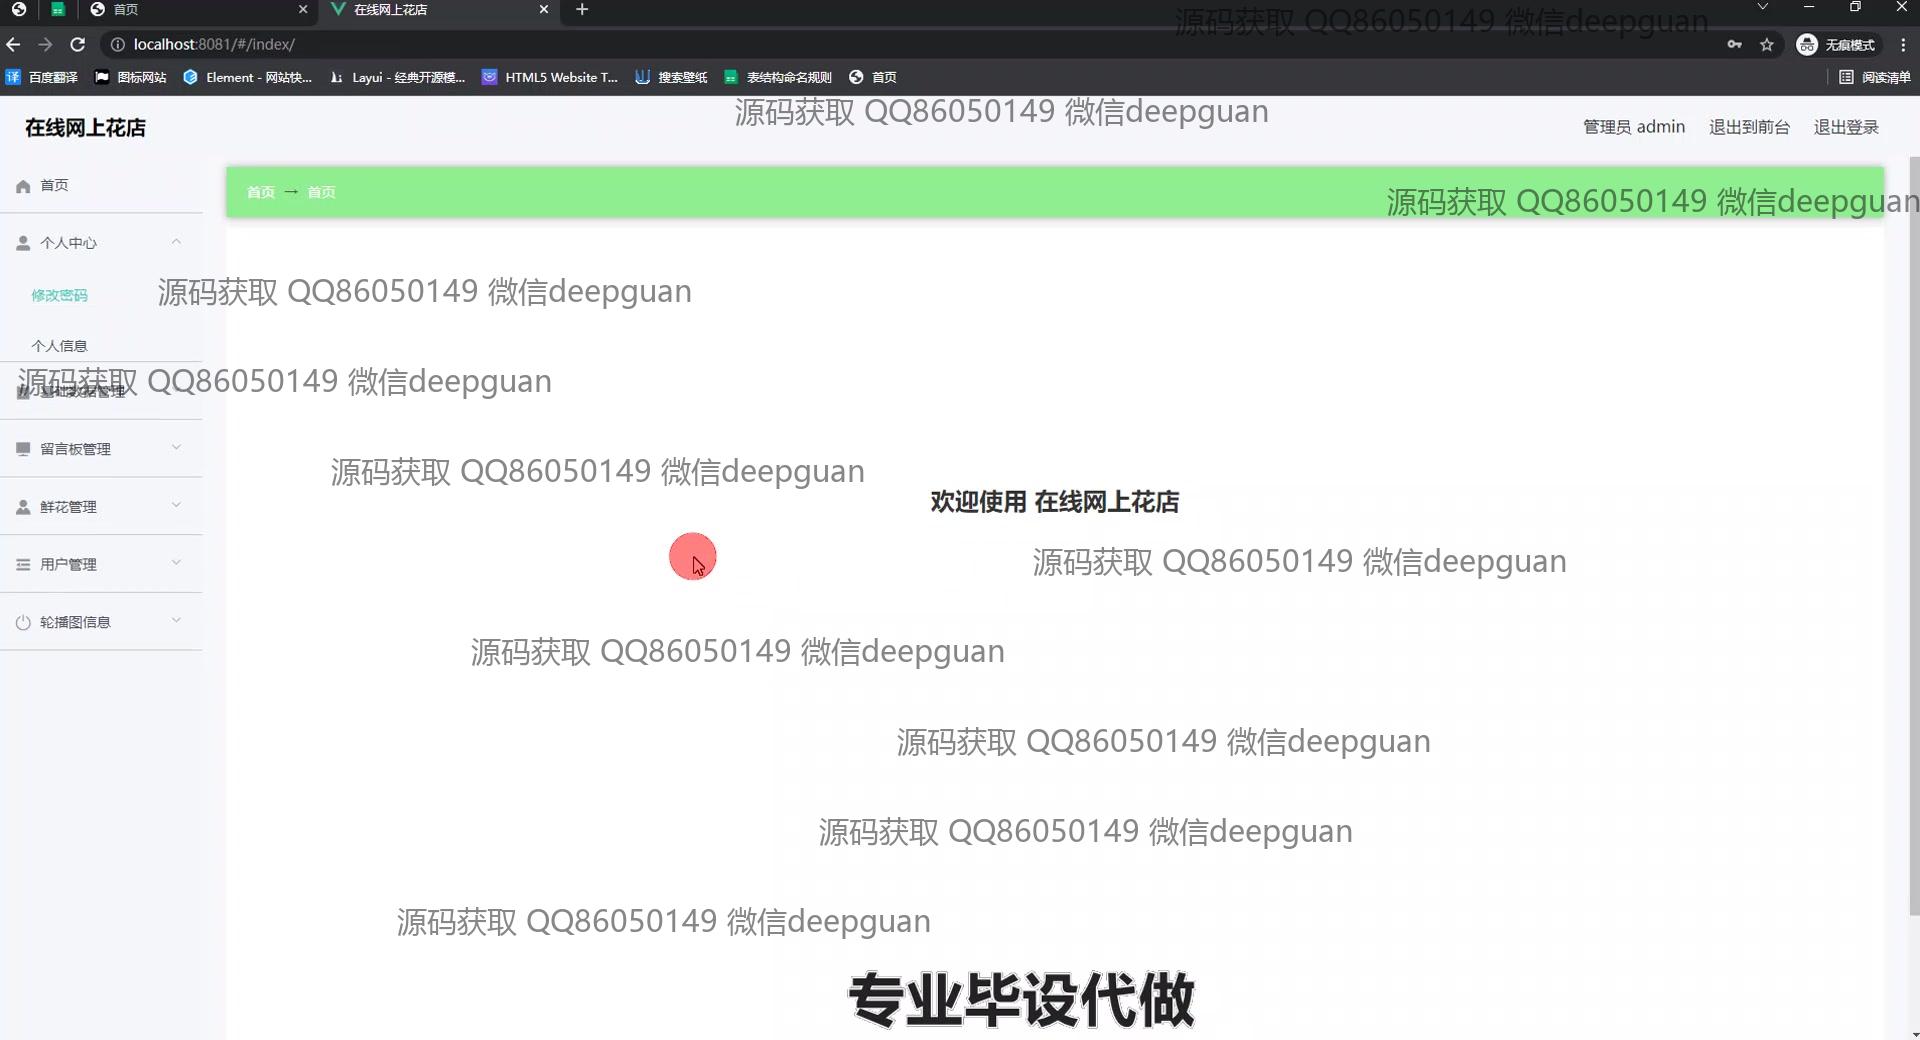 首页
在线网上花店
localhost:8081/#/index/
无痕模式
源码获取 QQ86050149 微信deepguan
译 百度翻译 图标网站 Element - 网站快... Layui - 经典开源模... HTML5 Website T... 搜索壁纸 表结构命名规则 首页 阅读清单
源码获取 QQ86050149 微信deepguan
在线网上花店 管理员 admin 退出到前台 退出登录
首页
首页 → 首页
源码获取 QQ86050149 微信deepguan
个人中心
修改密码
源码获取 QQ86050149 微信deepguan
个人信息
源码获取 QQ86050149 微信deepguan
基础数据管理
留言板管理
源码获取 QQ86050149 微信deepguan
鲜花管理
欢迎使用 在线网上花店
用户管理
源码获取 QQ86050149 微信deepguan
轮播图信息
源码获取 QQ86050149 微信deepguan
源码获取 QQ86050149 微信deepguan
源码获取 QQ86050149 微信deepguan
源码获取 QQ86050149 微信deepguan
专业毕设代做